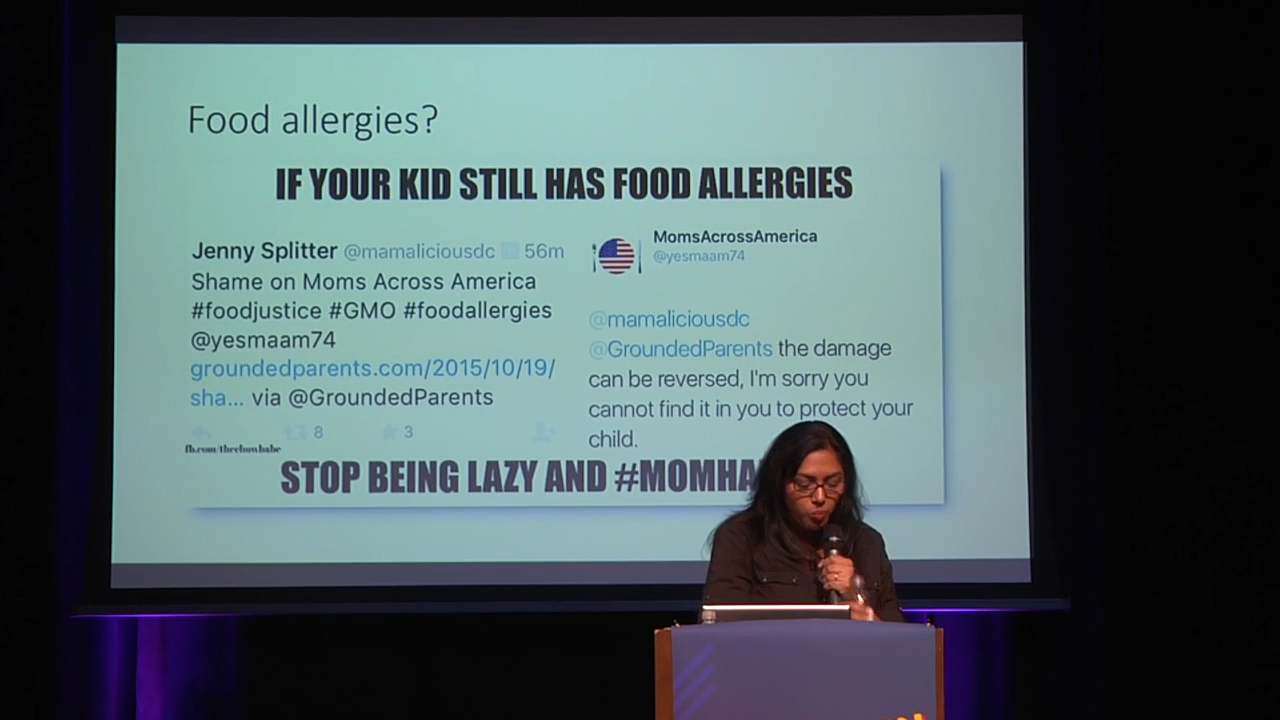 Food allergies?
IF YOUR KID STILL HAS FOOD ALLERGIES
Jenny Splitter @mamaliciousdc 56m
Shame on Moms Across America
#foodjustice #GMO #foodallergies
@yesmaam74
groundedparents.com/2015/10/19/
sha... via @GroundedParents
8 3
fb.com/thechowbabe
MomsAcrossAmerica
@yesmaam74
@mamaliciousdc
@GroundedParents the damage
can be reversed, I'm sorry you
cannot find it in you to protect your
child.
STOP BEING LAZY AND #MOMHA